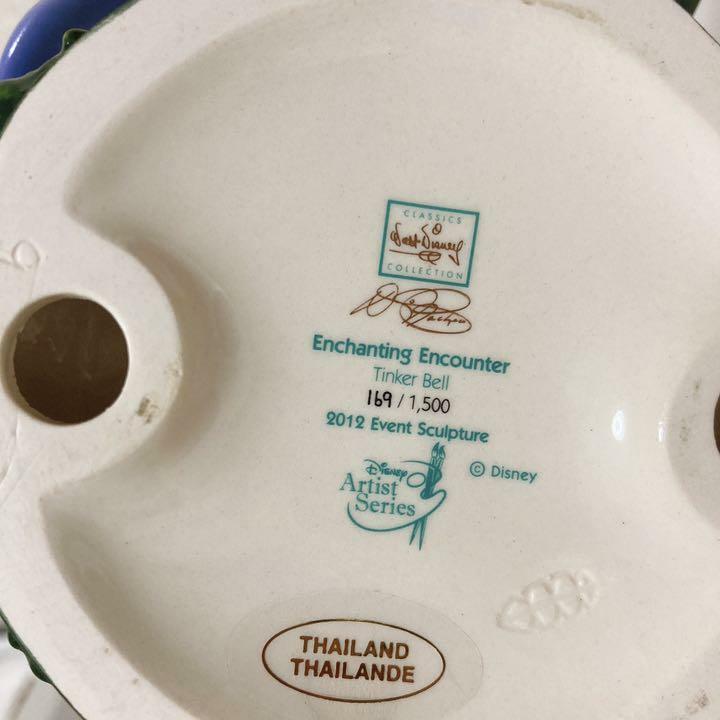 CLASSICS
Walt Disney
COLLECTION
Enchanting Encounter
Tinker Bell
169 / 1,500
2012 Event Sculpture
Disney
Artist
Series
© Disney
THAILAND
THAILANDE